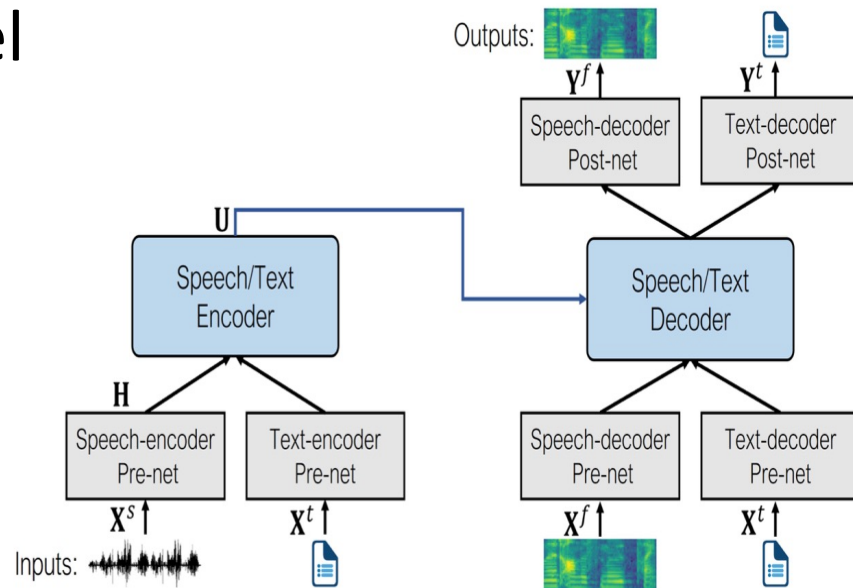 el
Outputs:
Y^f
Y^t
Speech-decoder
Post-net
Text-decoder
Post-net
U
Speech/Text
Encoder
Speech/Text
Decoder
H
Speech-encoder
Pre-net
Text-encoder
Pre-net
Speech-decoder
Pre-net
Text-decoder
Pre-net
X^s
X^t
X^f
X^t
Inputs: